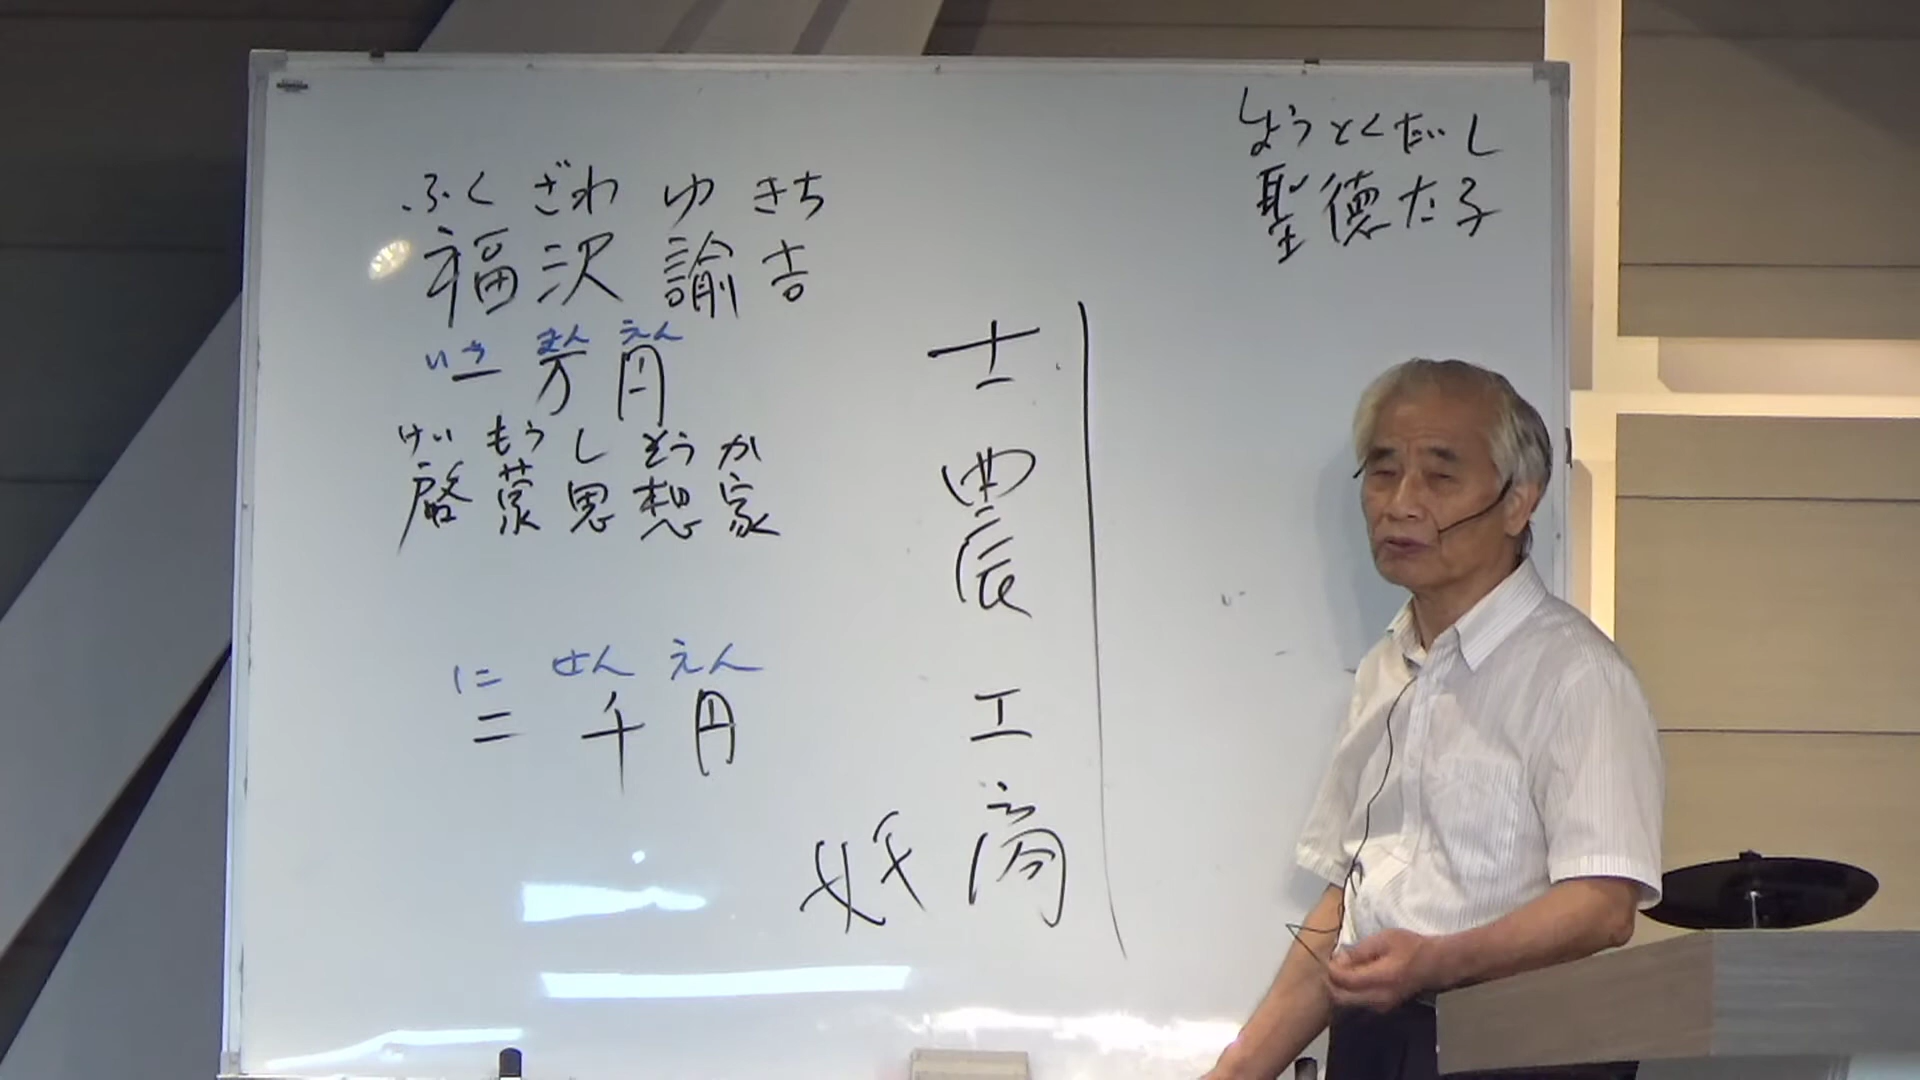 しょうとくだいし
聖徳太子
ふくざわゆきち
福沢諭吉
いちまんえん
一万円
けいもうしそうか
啓蒙思想家
にせんえん
二千円
士農工商
奸